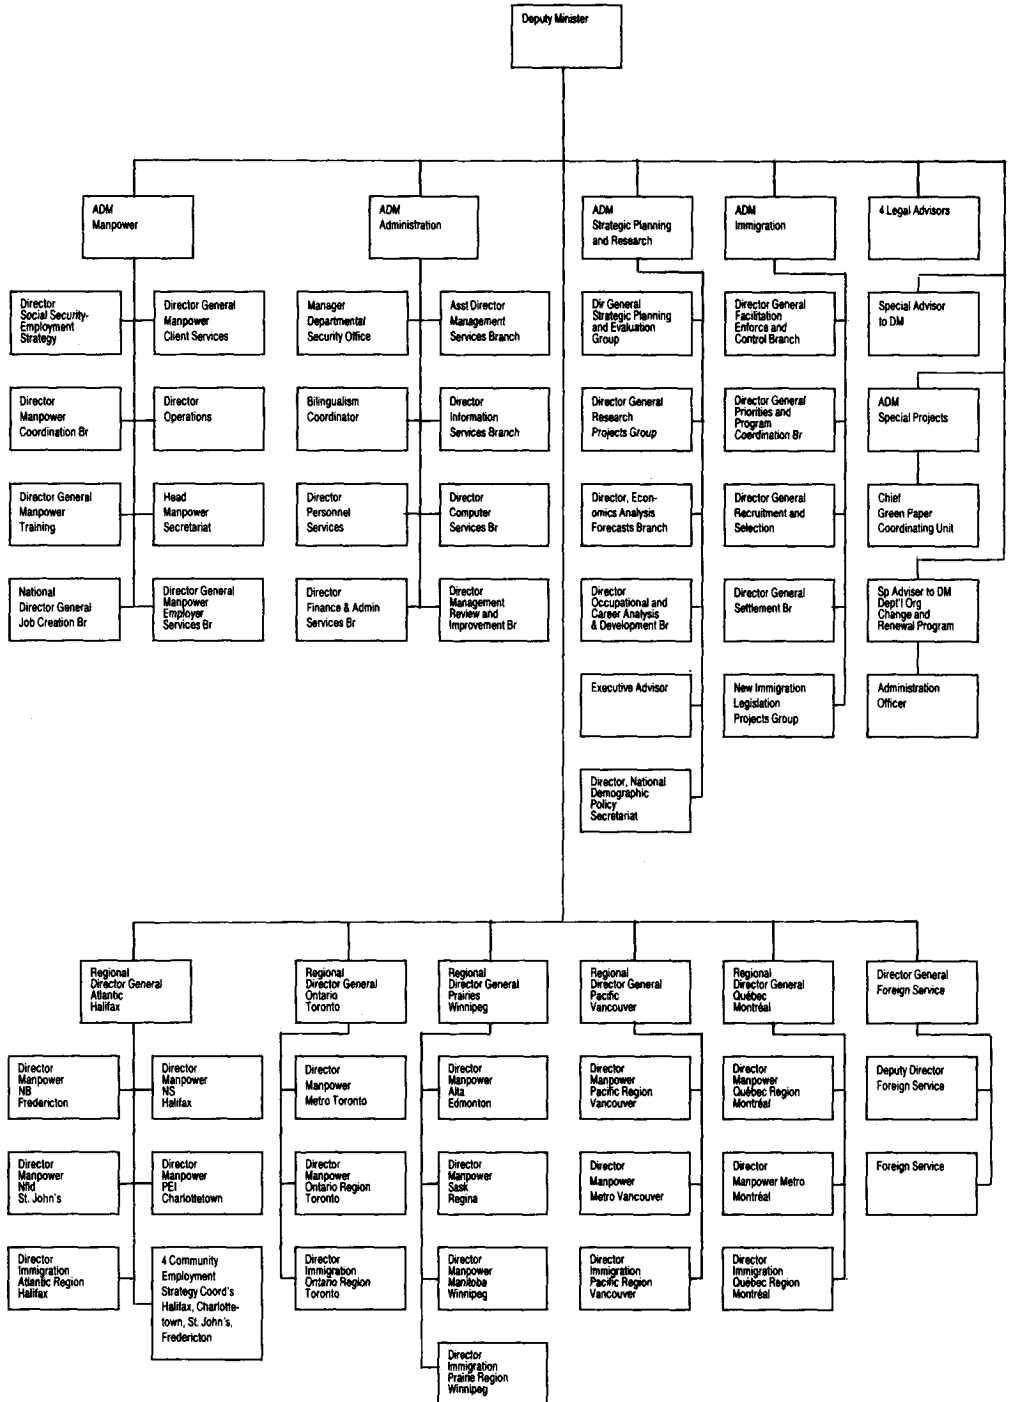 Deputy Minister
ADM
Manpower
ADM
Administration
ADM
Strategic Planning
and Research
ADM
Immigration
4 Legal Advisors
Director
Social Security-
Employment
Strategy
Director General
Manpower
Client Services
Manager
Departmental
Security Office
Asst Director
Management
Services Branch
Dir General
Strategic Planning
and Evaluation
Group
Director General
Facilitation
Enforce and
Control Branch
Special Advisor
to DM
Director
Manpower
Coordination Br
Director
Operations
Bilingualism
Coordinator
Director
Information
Services Branch
Director General
Research
Projects Group
Director General
Priorities and
Program
Coordination Br
ADM
Special Projects
Director General
Manpower
Training
Head
Manpower
Secretariat
Director
Personnel
Services
Director
Computer
Services Br
Director, Econ-
omics Analysis
Forecasts Branch
Director General
Recruitment and
Selection
Chief
Green Paper
Coordinating Unit
National
Director General
Job Creation Br
Director General
Manpower
Employer
Services Br
Director
Finance & Admin
Services Br
Director
Management
Review and
Improvement Br
Director
Occupational and
Career Analysis
& Development Br
Director General
Settlement Br
Sp Adviser to DM
Dept'l Org
Change and
Renewal Program
Executive Advisor
New Immigration
Legislation
Projects Group
Administration
Officer
Director, National
Demographic
Policy
Secretariat
Regional
Director General
Atlantic
Halifax
Regional
Director General
Ontario
Toronto
Regional
Director General
Prairies
Winnipeg
Regional
Director General
Pacific
Vancouver
Regional
Director General
Québec
Montréal
Director General
Foreign Service
Director
Manpower
NB
Fredericton
Director
Manpower
NS
Halifax
Director
Manpower
Metro Toronto
Director
Manpower
Alta
Edmonton
Director
Manpower
Pacific Region
Vancouver
Director
Manpower
Québec Region
Montréal
Deputy Director
Foreign Service
Director
Manpower
Nfld
St. John's
Director
Manpower
PEI
Charlottetown
Director
Manpower
Ontario Region
Toronto
Director
Manpower
Sask
Regina
Director
Manpower
Metro Vancouver
Director
Manpower Metro
Montréal
Foreign Service
Director
Immigration
Atlantic Region
Halifax
4 Community
Employment
Strategy Coord's
Halifax, Charlotte-
town, St. John's,
Fredericton
Director
Immigration
Ontario Region
Toronto
Director
Manpower
Manitoba
Winnipeg
Director
Immigration
Pacific Region
Vancouver
Director
Immigration
Québec Region
Montréal
Director
Immigration
Prairie Region
Winnipeg